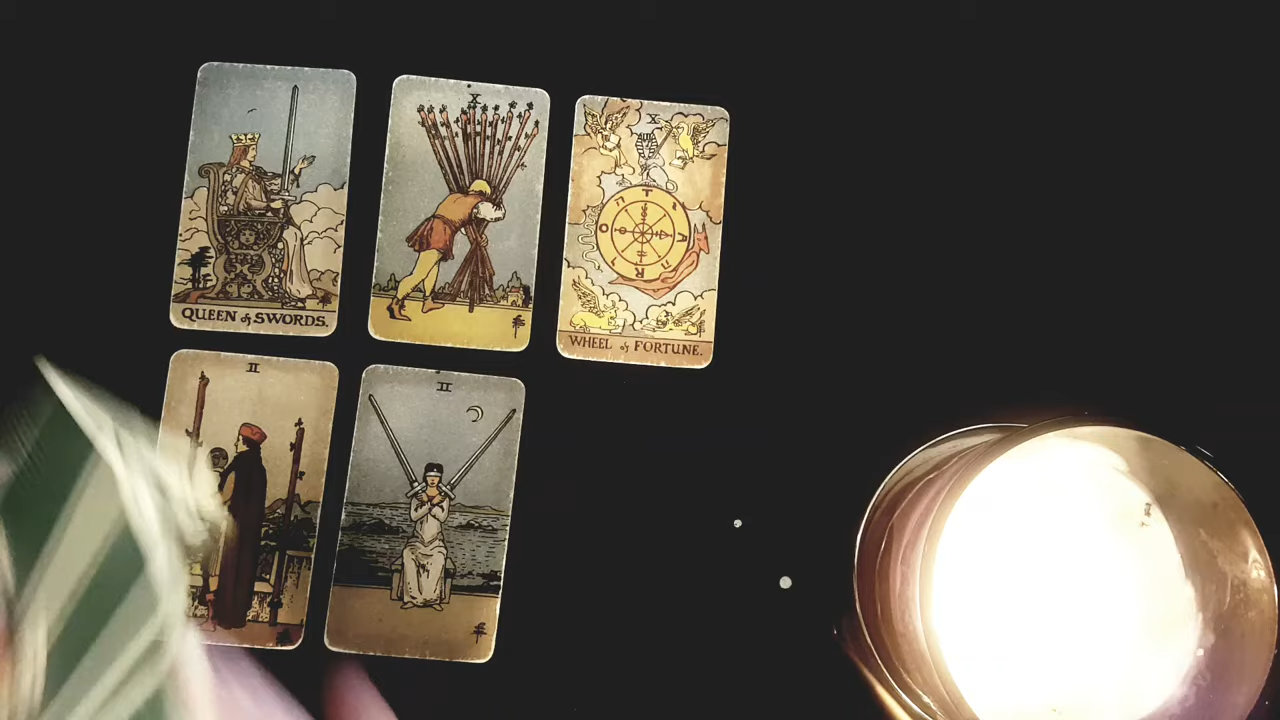 QUEEN of SWORDS.
X
X
WHEEL of FORTUNE.
II
II